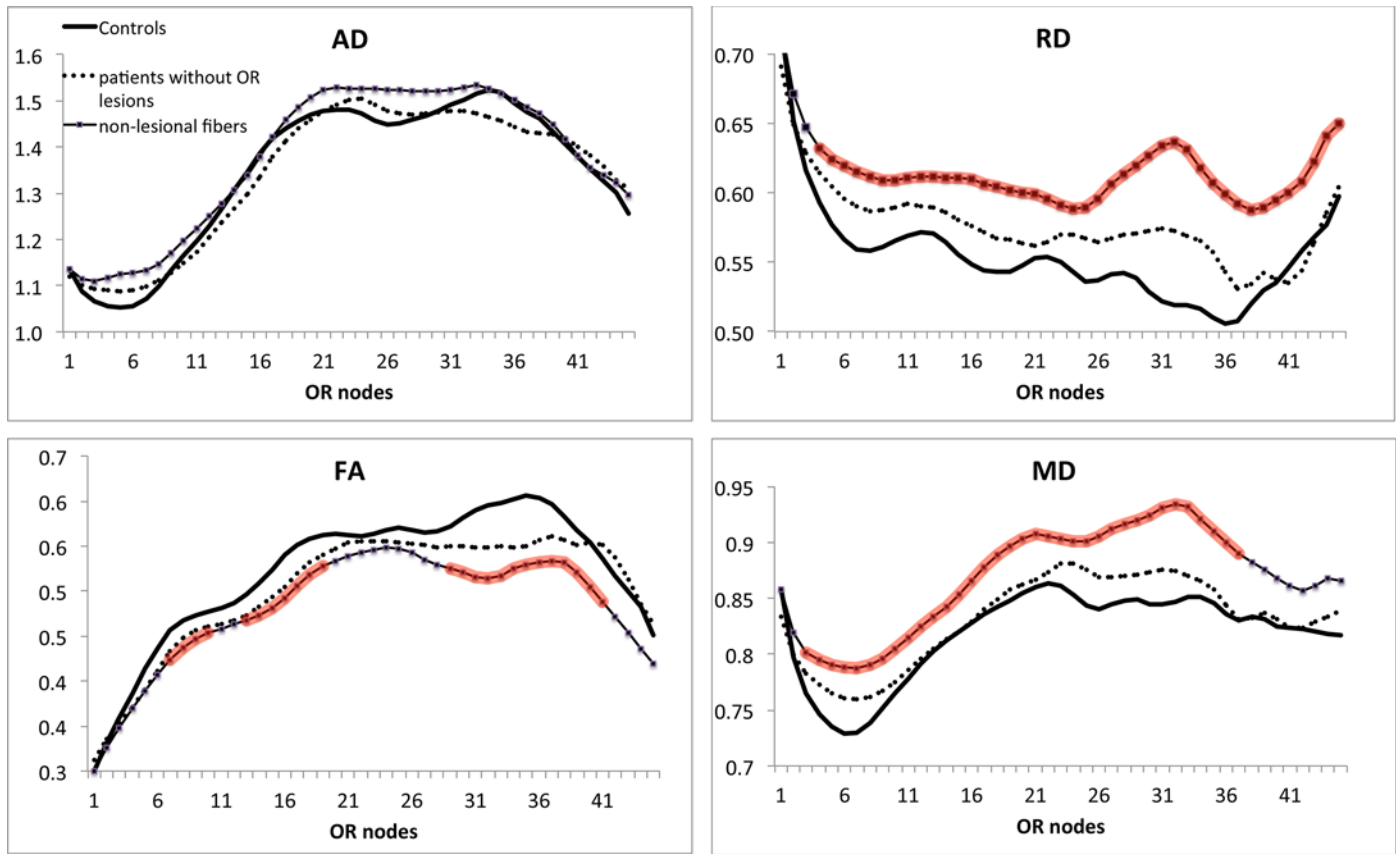 Controls
AD
patients without OR
lesions
non-lesional fibers
1.6
1.5
1.4
1.3
1.2
1.1
1.0
1 6 11 16 21 26 31 36 41
OR nodes
RD
0.70
0.65
0.60
0.55
0.50
1 6 11 16 21 26 31 36 41
OR nodes
FA
0.7
0.6
0.6
0.5
0.5
0.4
0.4
0.3
1 6 11 16 21 26 31 36 41
OR nodes
MD
0.95
0.9
0.85
0.8
0.75
0.7
1 6 11 16 21 26 31 36 41
OR nodes